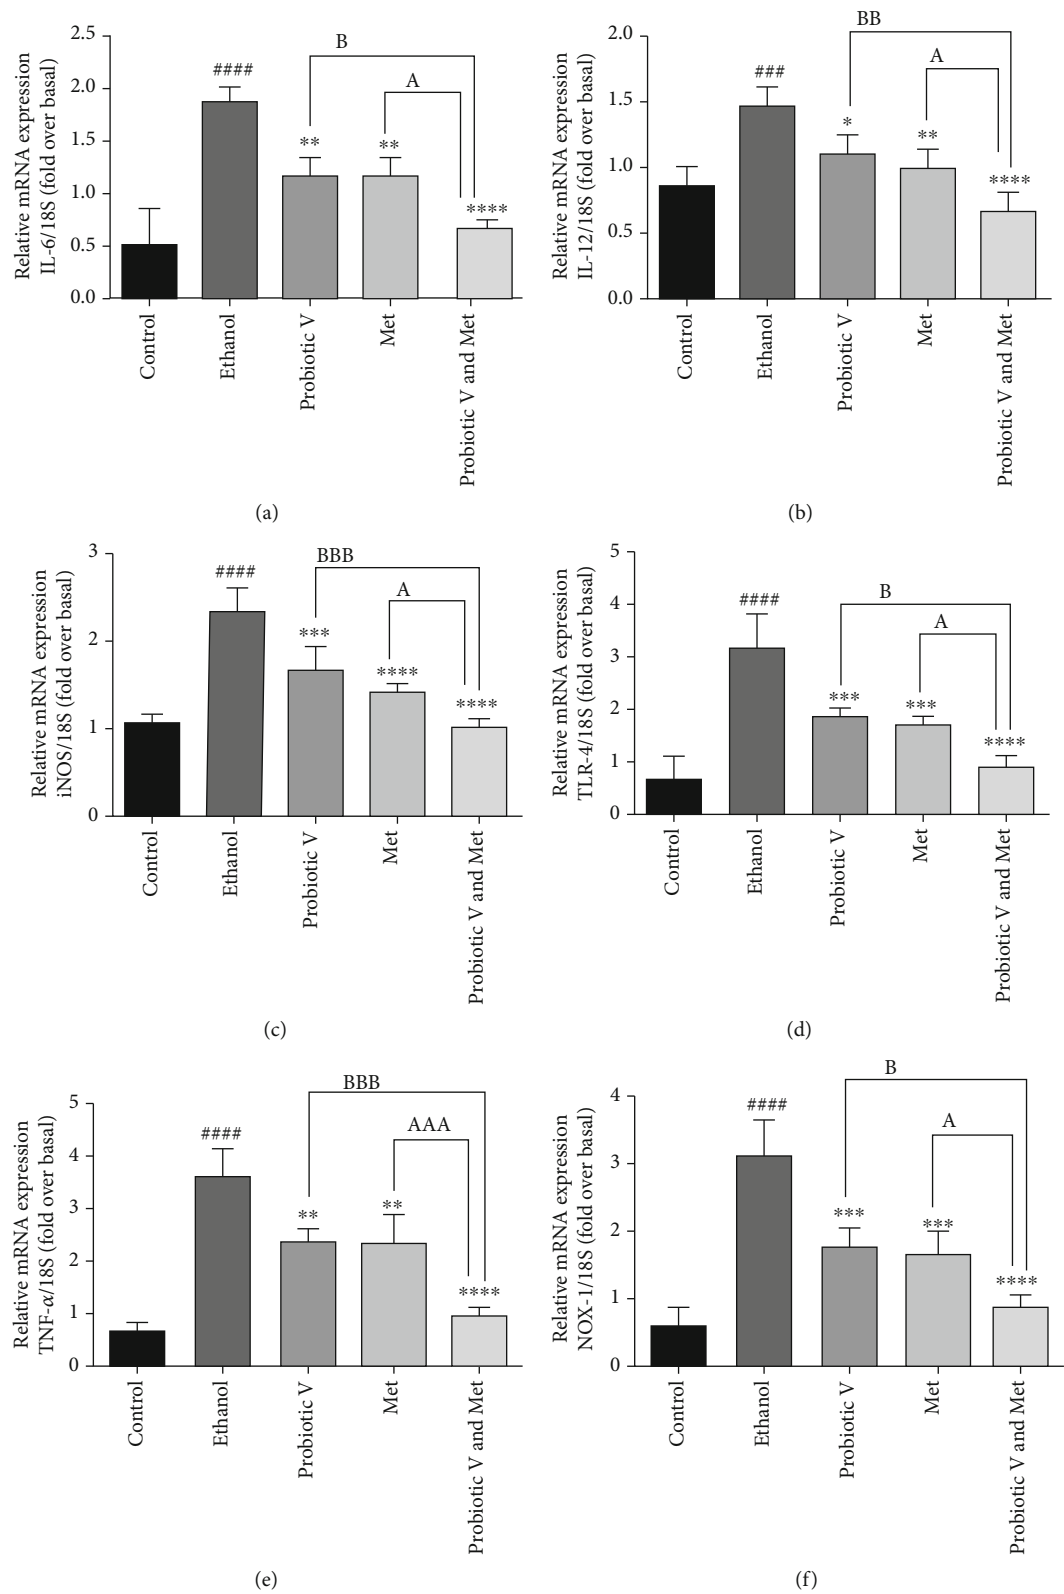 Relative mRNA expression
IL-6/18S (fold over basal)
2.5
2.0
1.5
1.0
0.5
0.0
####
**
**
****
B
A
Control
Ethanol
Probiotic V
Met
Probiotic V and Met
(a)
Relative mRNA expression
IL-12/18S (fold over basal)
2.0
1.5
1.0
0.5
0.0
###
*
**
****
BB
A
Control
Ethanol
Probiotic V
Met
Probiotic V and Met
(b)
Relative mRNA expression
iNOS/18S (fold over basal)
3
2
1
0
####
***
****
****
BBB
A
Control
Ethanol
Probiotic V
Met
Probiotic V and Met
(c)
Relative mRNA expression
TLR-4/18S (fold over basal)
5
4
3
2
1
0
####
***
***
****
B
A
Control
Ethanol
Probiotic V
Met
Probiotic V and Met
(d)
Relative mRNA expression
TNF-α/18S (fold over basal)
5
4
3
2
1
0
####
**
**
****
BBB
AAA
Control
Ethanol
Probiotic V
Met
Probiotic V and Met
(e)
Relative mRNA expression
NOX-1/18S (fold over basal)
4
3
2
1
0
####
***
***
****
B
A
Control
Ethanol
Probiotic V
Met
Probiotic V and Met
(f)